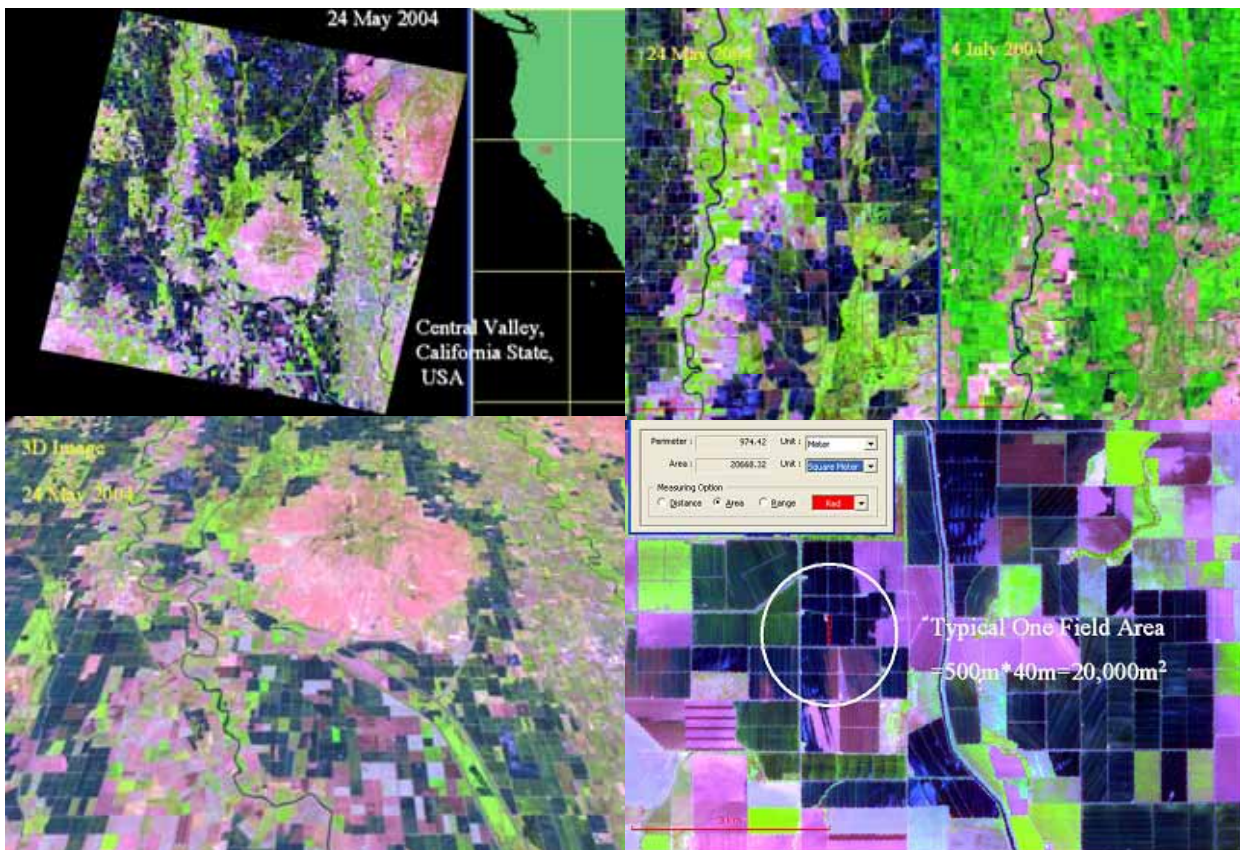 24 May 2004
Central Valley,
California State,
USA
24 May 2004
4 July 2004
3D Image
24 May 2004
Perimeter : 974.42 Unit : Meter
Area : 20668.32 Unit : Square Meter
Measuring Option
Distance Area Range Red
Typical One Field Area
=500m*40m=20,000m²